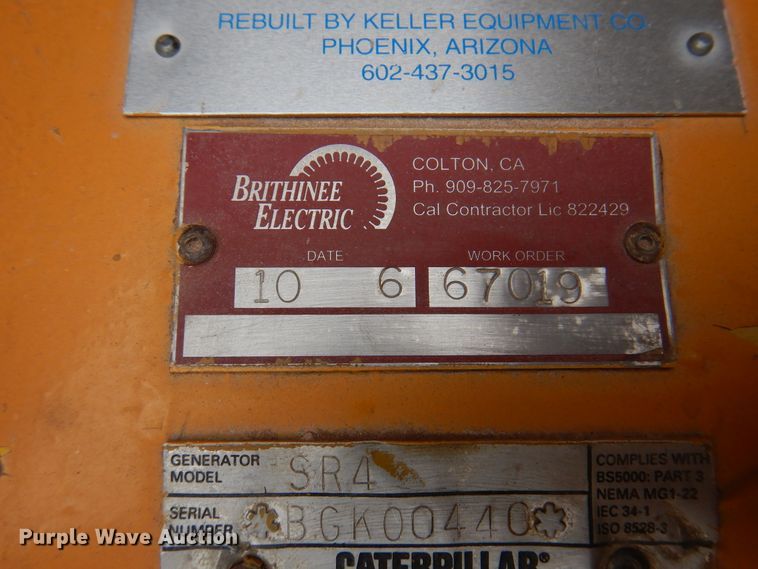 REBUILT BY KELLER EQUIPMENT CO.
PHOENIX, ARIZONA
602-437-3015
BRITHINEE
ELECTRIC
COLTON, CA
Ph. 909-825-7971
Cal Contractor Lic 822429
DATE WORK ORDER
10 6 67019
GENERATOR
MODEL SR4
SERIAL
NUMBER BGK00440
COMPLIES WITH
BS5000: PART 3
NEMA MG1-22
IEC 34-1
ISO 8528-3
CATERPILLAR®
Purple Wave Auction